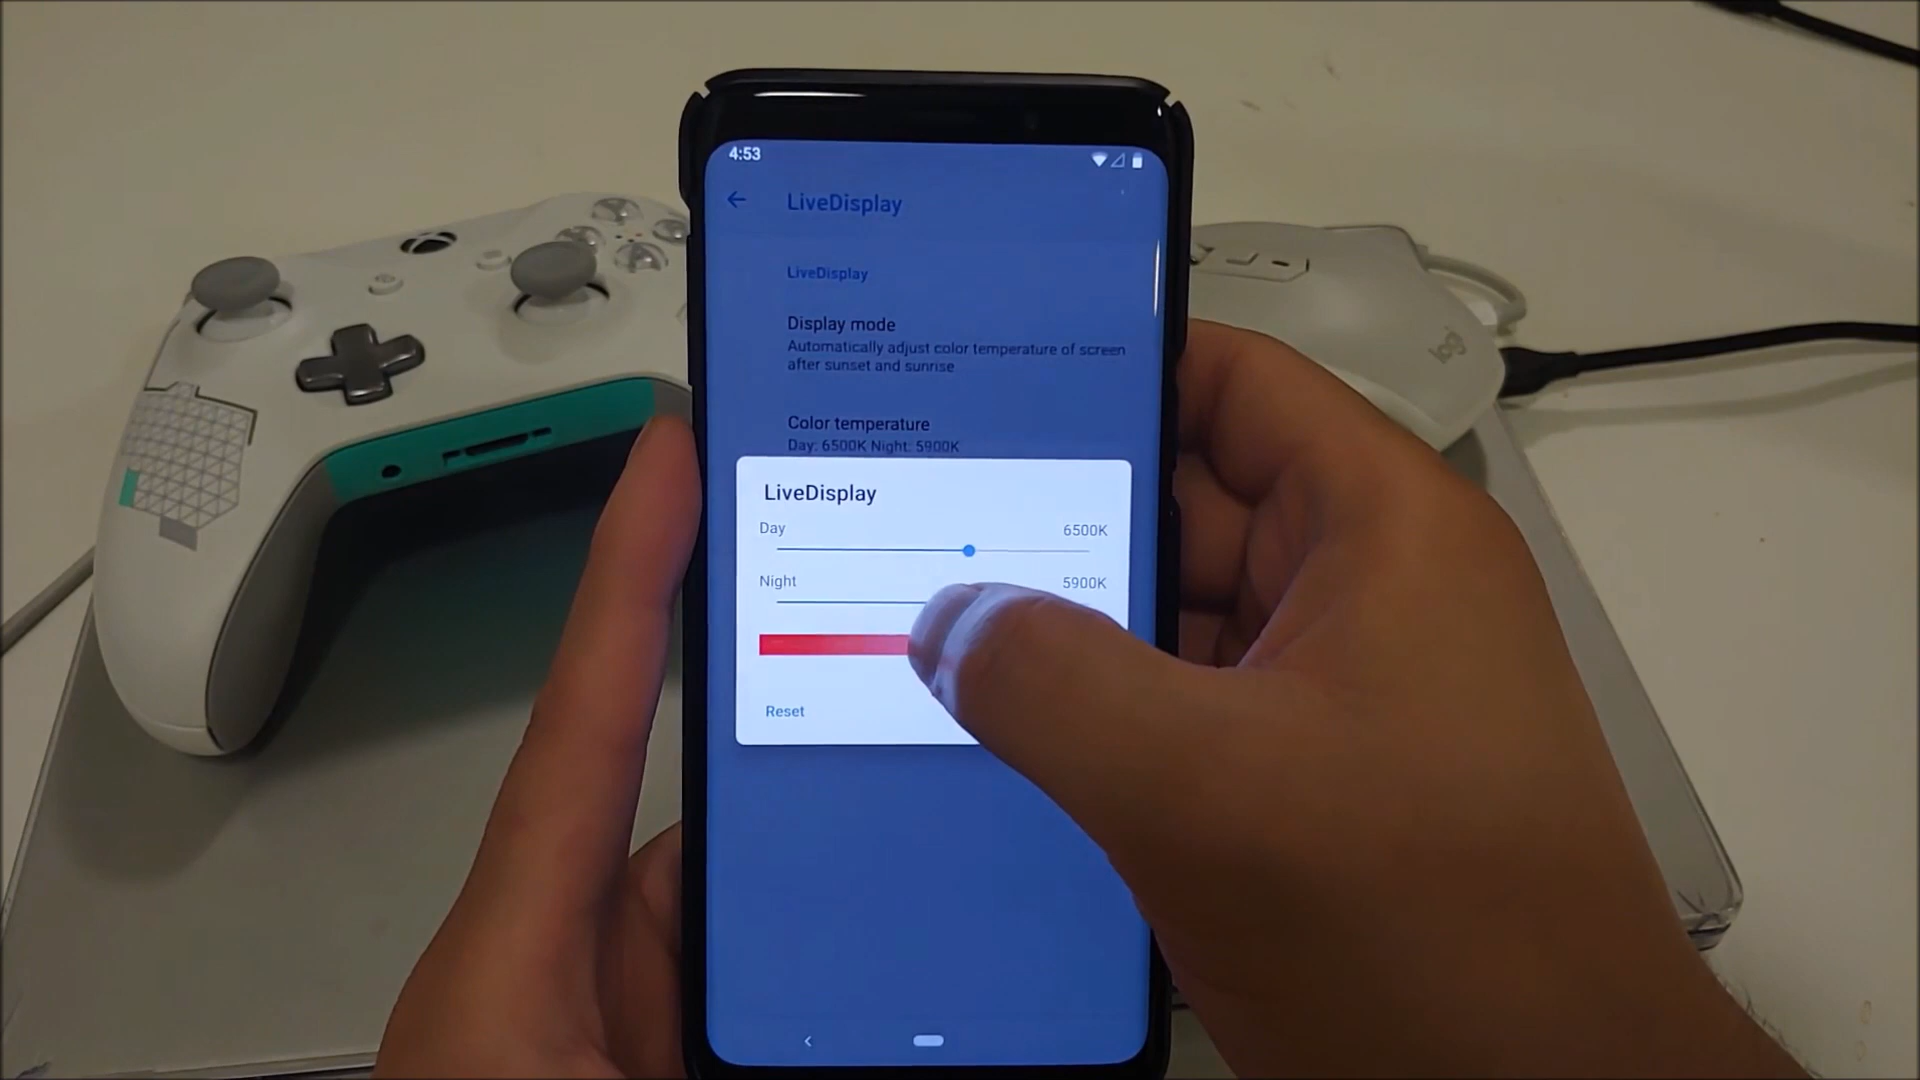 4:53
LiveDisplay
LiveDisplay
Display mode
Automatically adjust color temperature of screen
after sunset and sunrise
Color temperature
Day: 6500K Night: 5900K
LiveDisplay
Day 6500K
Night 5900K
Reset
logi